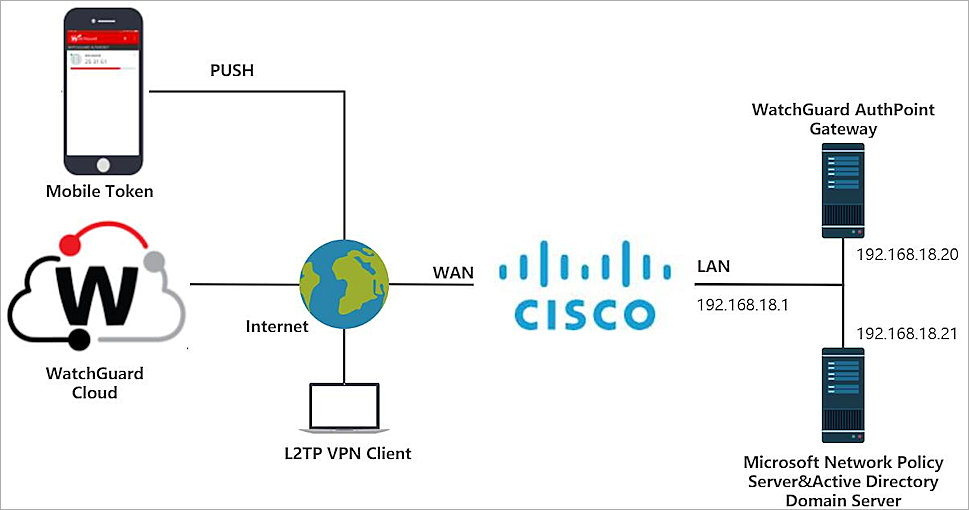 PUSH
Mobile Token
W
WatchGuard
Cloud
Internet
L2TP VPN Client
WAN
CISCO
LAN
192.168.18.1
WatchGuard AuthPoint
Gateway
192.168.18.20
192.168.18.21
Microsoft Network Policy
Server&Active Directory
Domain Server